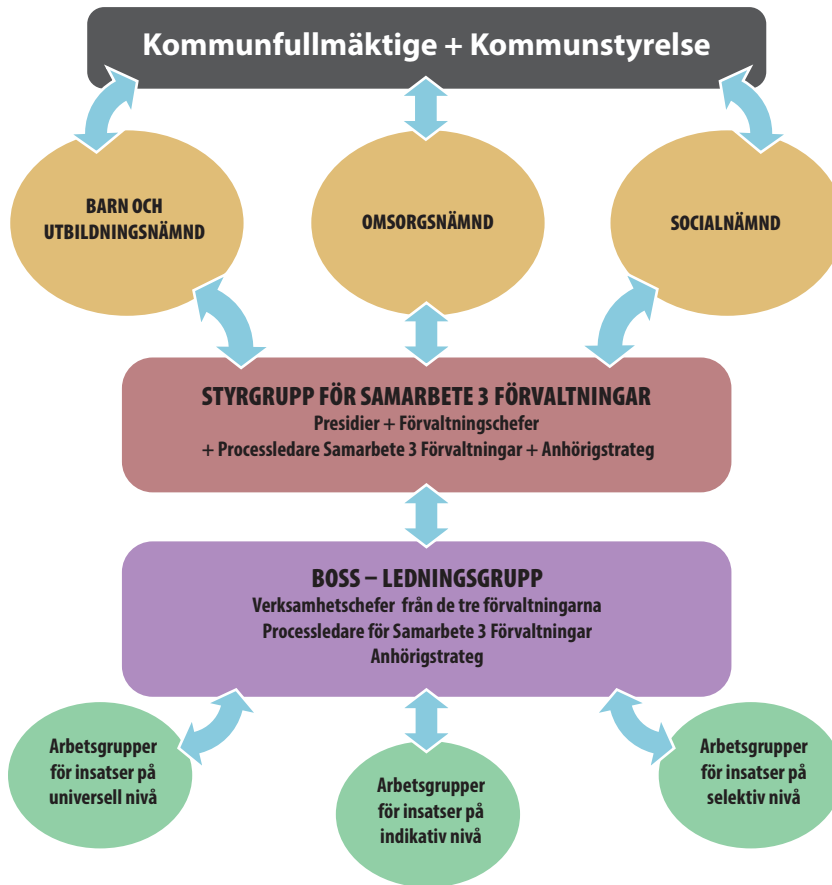 Kommunfullmäktige + Kommunstyrelse
BARN OCH
UTBILDNINGSNÄMND
OMSORGSNÄMND
SOCIALNÄMND
STYRGRUPP FÖR SAMARBETE 3 FÖRVALTNINGAR
Presidier + Förvaltningschefer
+ Processledare Samarbete 3 Förvaltningar + Anhörigstrateg
BOSS – LEDNINGSGRUPP
Verksamhetschefer från de tre förvaltningarna
Processledare för Samarbete 3 Förvaltningar
Anhörigstrateg
Arbetsgrupper
för insatser på
universell nivå
Arbetsgrupper
för insatser på
indikativ nivå
Arbetsgrupper
för insatser på
selektiv nivå